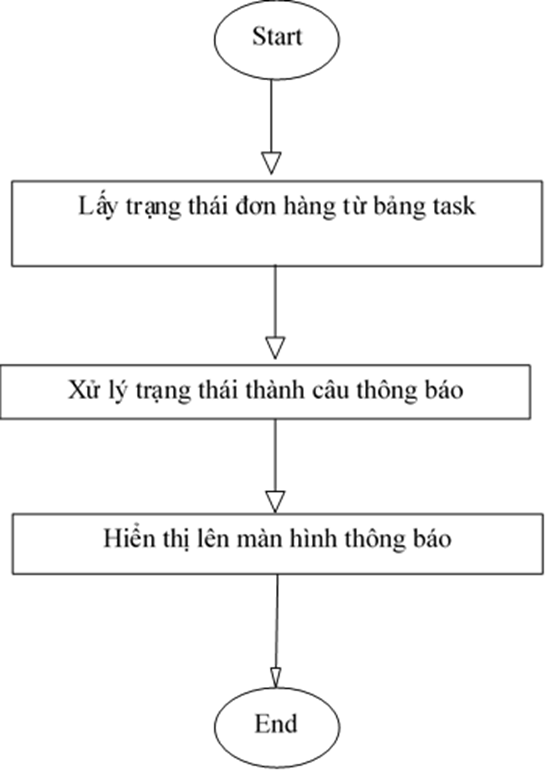 Start
Lấy trạng thái đơn hàng từ bảng task
Xử lý trạng thái thành câu thông báo
Hiển thị lên màn hình thông báo
End